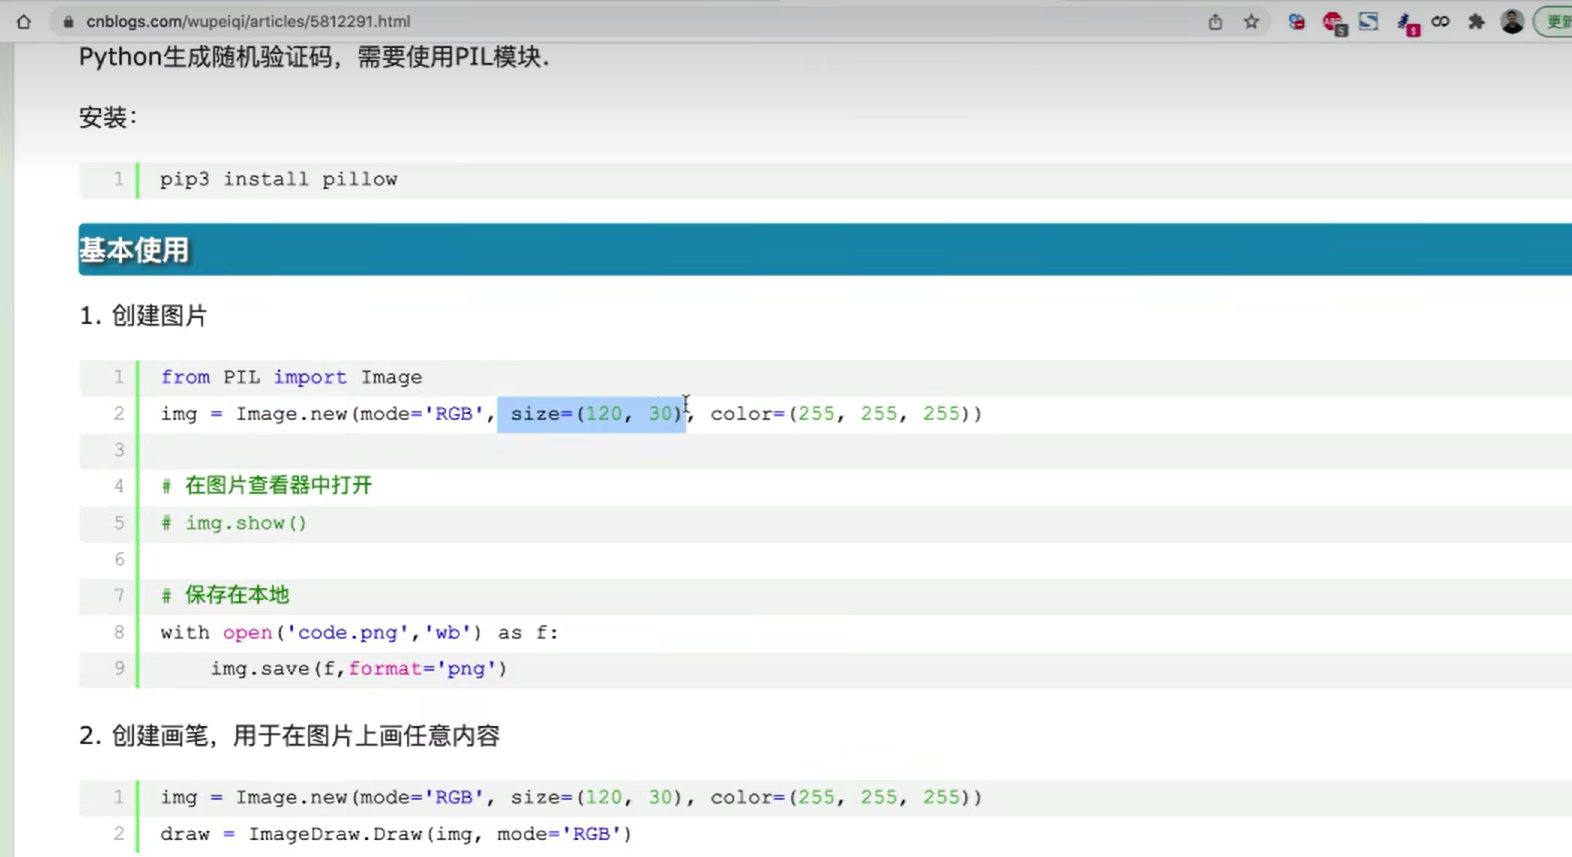 cnblogs.com/wupeiqi/articles/5812291.html
5
$
更新
Python生成随机验证码，需要使用PIL模块.
安装：
1 pip3 install pillow
基本使用
1. 创建图片
1 from PIL import Image
2 img = Image.new(mode='RGB', size=(120, 30), color=(255, 255, 255))
3
4 # 在图片查看器中打开
5 # img.show()
6
7 # 保存在本地
8 with open('code.png','wb') as f:
9     img.save(f,format='png')
2. 创建画笔，用于在图片上画任意内容
1 img = Image.new(mode='RGB', size=(120, 30), color=(255, 255, 255))
2 draw = ImageDraw.Draw(img, mode='RGB')